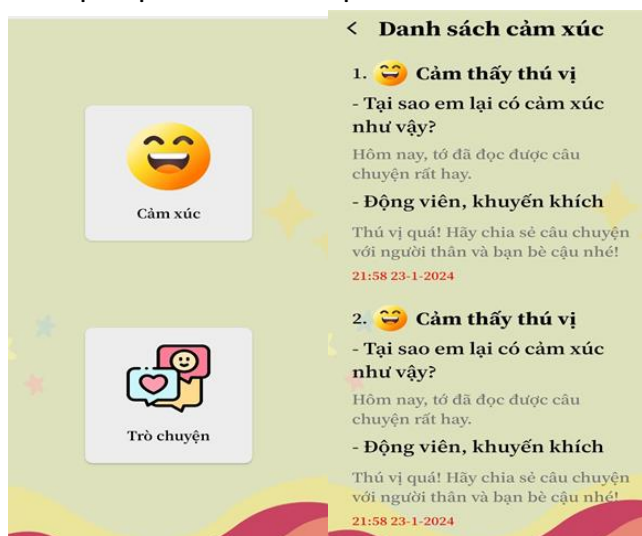 Cảm xúc
Trò chuyện
< Danh sách cảm xúc
1. 😄 Cảm thấy thú vị
- Tại sao em lại có cảm xúc
như vậy?
Hôm nay, tớ đã đọc được câu
chuyện rất hay.
- Động viên, khuyến khích
Thú vị quá! Hãy chia sẻ câu chuyện
với người thân và bạn bè cậu nhé!
21:58 23-1-2024
2. 😄 Cảm thấy thú vị
- Tại sao em lại có cảm xúc
như vậy?
Hôm nay, tớ đã đọc được câu
chuyện rất hay.
- Động viên, khuyến khích
Thú vị quá! Hãy chia sẻ câu chuyện
với người thân và bạn bè cậu nhé!
21:58 23-1-2024